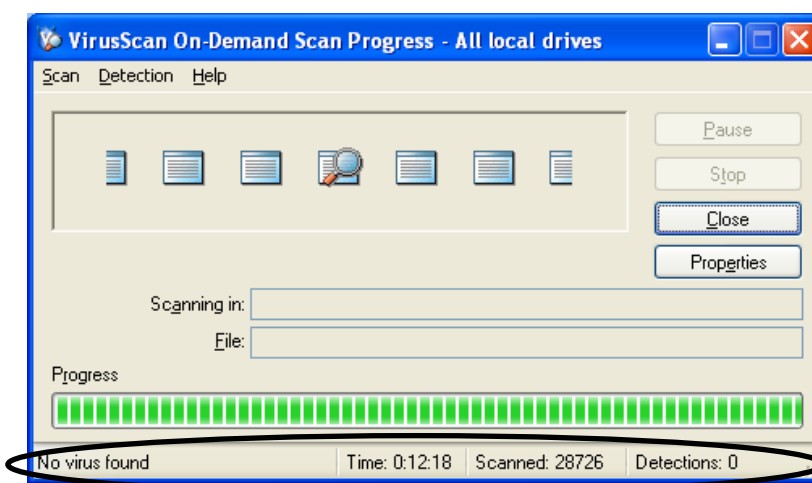 VirusScan On-Demand Scan Progress - All local drives
Scan Detection Help
Pause
Stop
Close
Properties
Scanning in:
File:
Progress
No virus found Time: 0:12:18 Scanned: 28726 Detections: 0